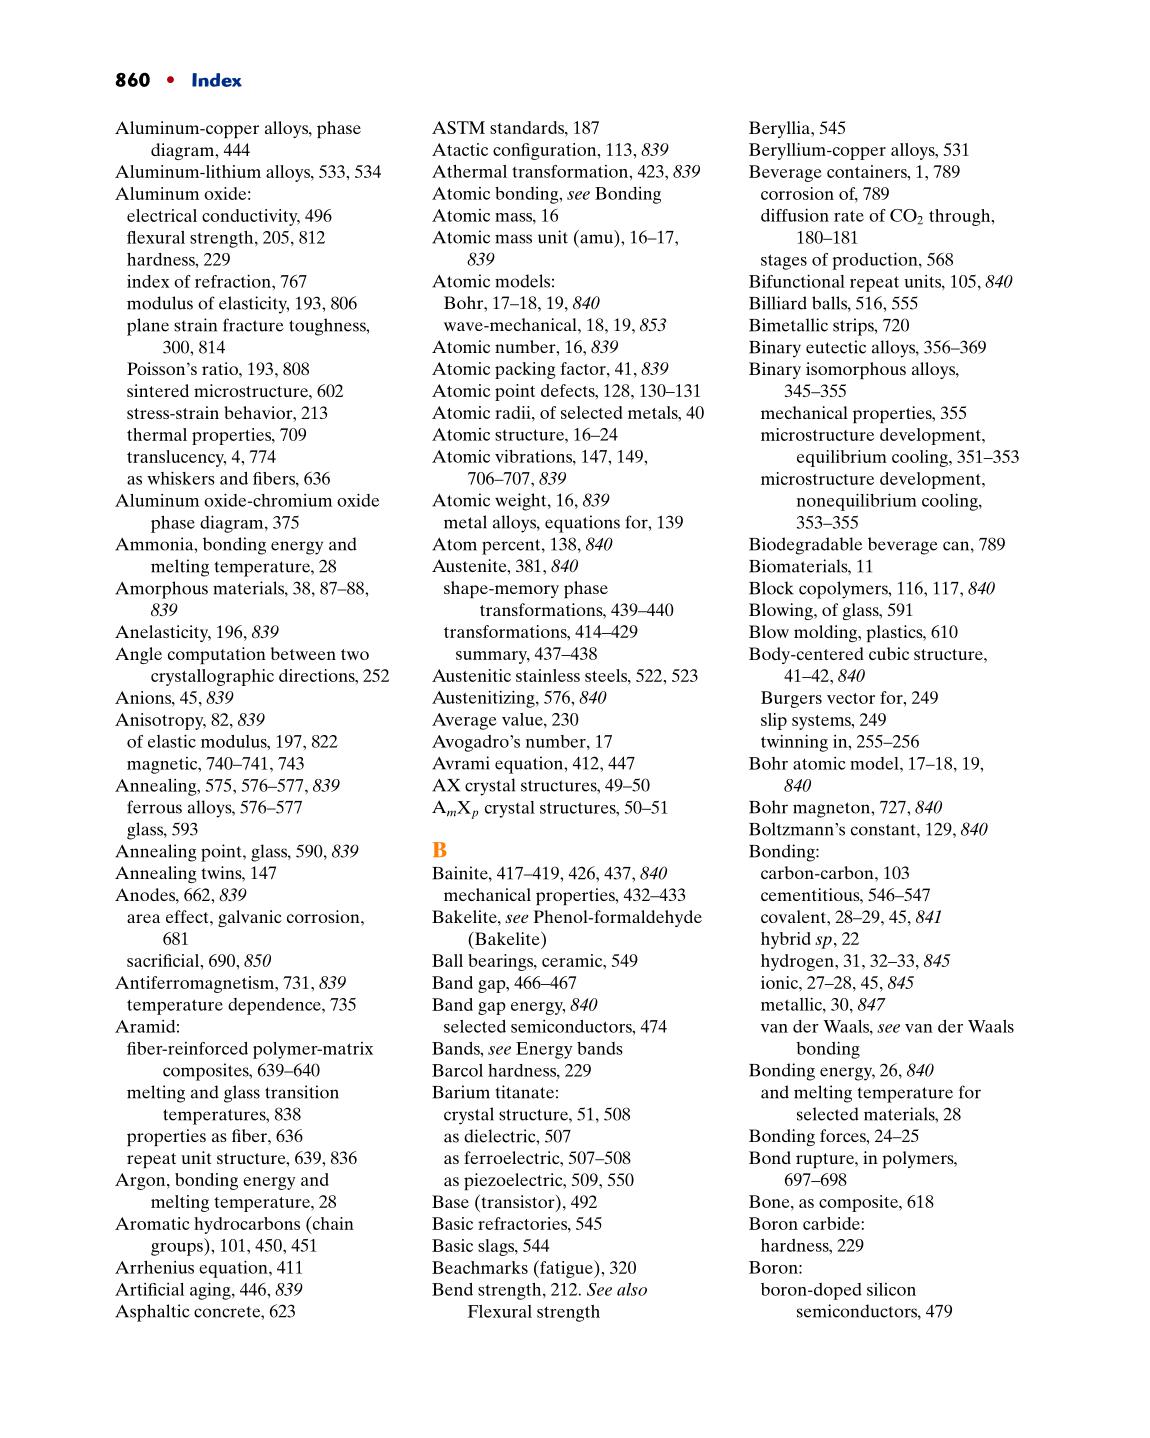 860 • Index
Aluminum-copper alloys, phase
diagram, 444
Aluminum-lithium alloys, 533, 534
Aluminum oxide:
electrical conductivity, 496
flexural strength, 205, 812
hardness, 229
index of refraction, 767
modulus of elasticity, 193, 806
plane strain fracture toughness,
300, 814
Poisson's ratio, 193, 808
sintered microstructure, 602
stress-strain behavior, 213
thermal properties, 709
translucency, 4, 774
as whiskers and fibers, 636
Aluminum oxide-chromium oxide
phase diagram, 375
Ammonia, bonding energy and
melting temperature, 28
Amorphous materials, 38, 87–88,
839
Anelasticity, 196, 839
Angle computation between two
crystallographic directions, 252
Anions, 45, 839
Anisotropy, 82, 839
of elastic modulus, 197, 822
magnetic, 740–741, 743
Annealing, 575, 576–577, 839
ferrous alloys, 576–577
glass, 593
Annealing point, glass, 590, 839
Annealing twins, 147
Anodes, 662, 839
area effect, galvanic corrosion,
681
sacrificial, 690, 850
Antiferromagnetism, 731, 839
temperature dependence, 735
Aramid:
fiber-reinforced polymer-matrix
composites, 639–640
melting and glass transition
temperatures, 838
properties as fiber, 636
repeat unit structure, 639, 836
Argon, bonding energy and
melting temperature, 28
Aromatic hydrocarbons (chain
groups), 101, 450, 451
Arrhenius equation, 411
Artificial aging, 446, 839
Asphaltic concrete, 623
ASTM standards, 187
Atactic configuration, 113, 839
Athermal transformation, 423, 839
Atomic bonding, see Bonding
Atomic mass, 16
Atomic mass unit (amu), 16–17,
839
Atomic models:
Bohr, 17–18, 19, 840
wave-mechanical, 18, 19, 853
Atomic number, 16, 839
Atomic packing factor, 41, 839
Atomic point defects, 128, 130–131
Atomic radii, of selected metals, 40
Atomic structure, 16–24
Atomic vibrations, 147, 149,
706–707, 839
Atomic weight, 16, 839
metal alloys, equations for, 139
Atom percent, 138, 840
Austenite, 381, 840
shape-memory phase
transformations, 439–440
transformations, 414–429
summary, 437–438
Austenitic stainless steels, 522, 523
Austenitizing, 576, 840
Average value, 230
Avogadro's number, 17
Avrami equation, 412, 447
AX crystal structures, 49–50
AmXp crystal structures, 50–51
B
Bainite, 417–419, 426, 437, 840
mechanical properties, 432–433
Bakelite, see Phenol-formaldehyde
(Bakelite)
Ball bearings, ceramic, 549
Band gap, 466–467
Band gap energy, 840
selected semiconductors, 474
Bands, see Energy bands
Barcol hardness, 229
Barium titanate:
crystal structure, 51, 508
as dielectric, 507
as ferroelectric, 507–508
as piezoelectric, 509, 550
Base (transistor), 492
Basic refractories, 545
Basic slags, 544
Beachmarks (fatigue), 320
Bend strength, 212. See also
Flexural strength
Beryllia, 545
Beryllium-copper alloys, 531
Beverage containers, 1, 789
corrosion of, 789
diffusion rate of CO2 through,
180–181
stages of production, 568
Bifunctional repeat units, 105, 840
Billiard balls, 516, 555
Bimetallic strips, 720
Binary eutectic alloys, 356–369
Binary isomorphous alloys,
345–355
mechanical properties, 355
microstructure development,
equilibrium cooling, 351–353
microstructure development,
nonequilibrium cooling,
353–355
Biodegradable beverage can, 789
Biomaterials, 11
Block copolymers, 116, 117, 840
Blowing, of glass, 591
Blow molding, plastics, 610
Body-centered cubic structure,
41–42, 840
Burgers vector for, 249
slip systems, 249
twinning in, 255–256
Bohr atomic model, 17–18, 19,
840
Bohr magneton, 727, 840
Boltzmann's constant, 129, 840
Bonding:
carbon-carbon, 103
cementitious, 546–547
covalent, 28–29, 45, 841
hybrid sp, 22
hydrogen, 31, 32–33, 845
ionic, 27–28, 45, 845
metallic, 30, 847
van der Waals, see van der Waals
bonding
Bonding energy, 26, 840
and melting temperature for
selected materials, 28
Bonding forces, 24–25
Bond rupture, in polymers,
697–698
Bone, as composite, 618
Boron carbide:
hardness, 229
Boron:
boron-doped silicon
semiconductors, 479